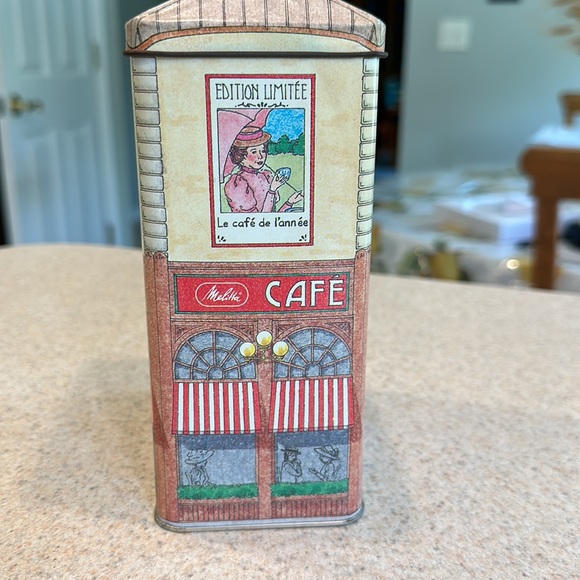 EDITION LIMITÉE
Le café de l'année
Melitta CAFÉ